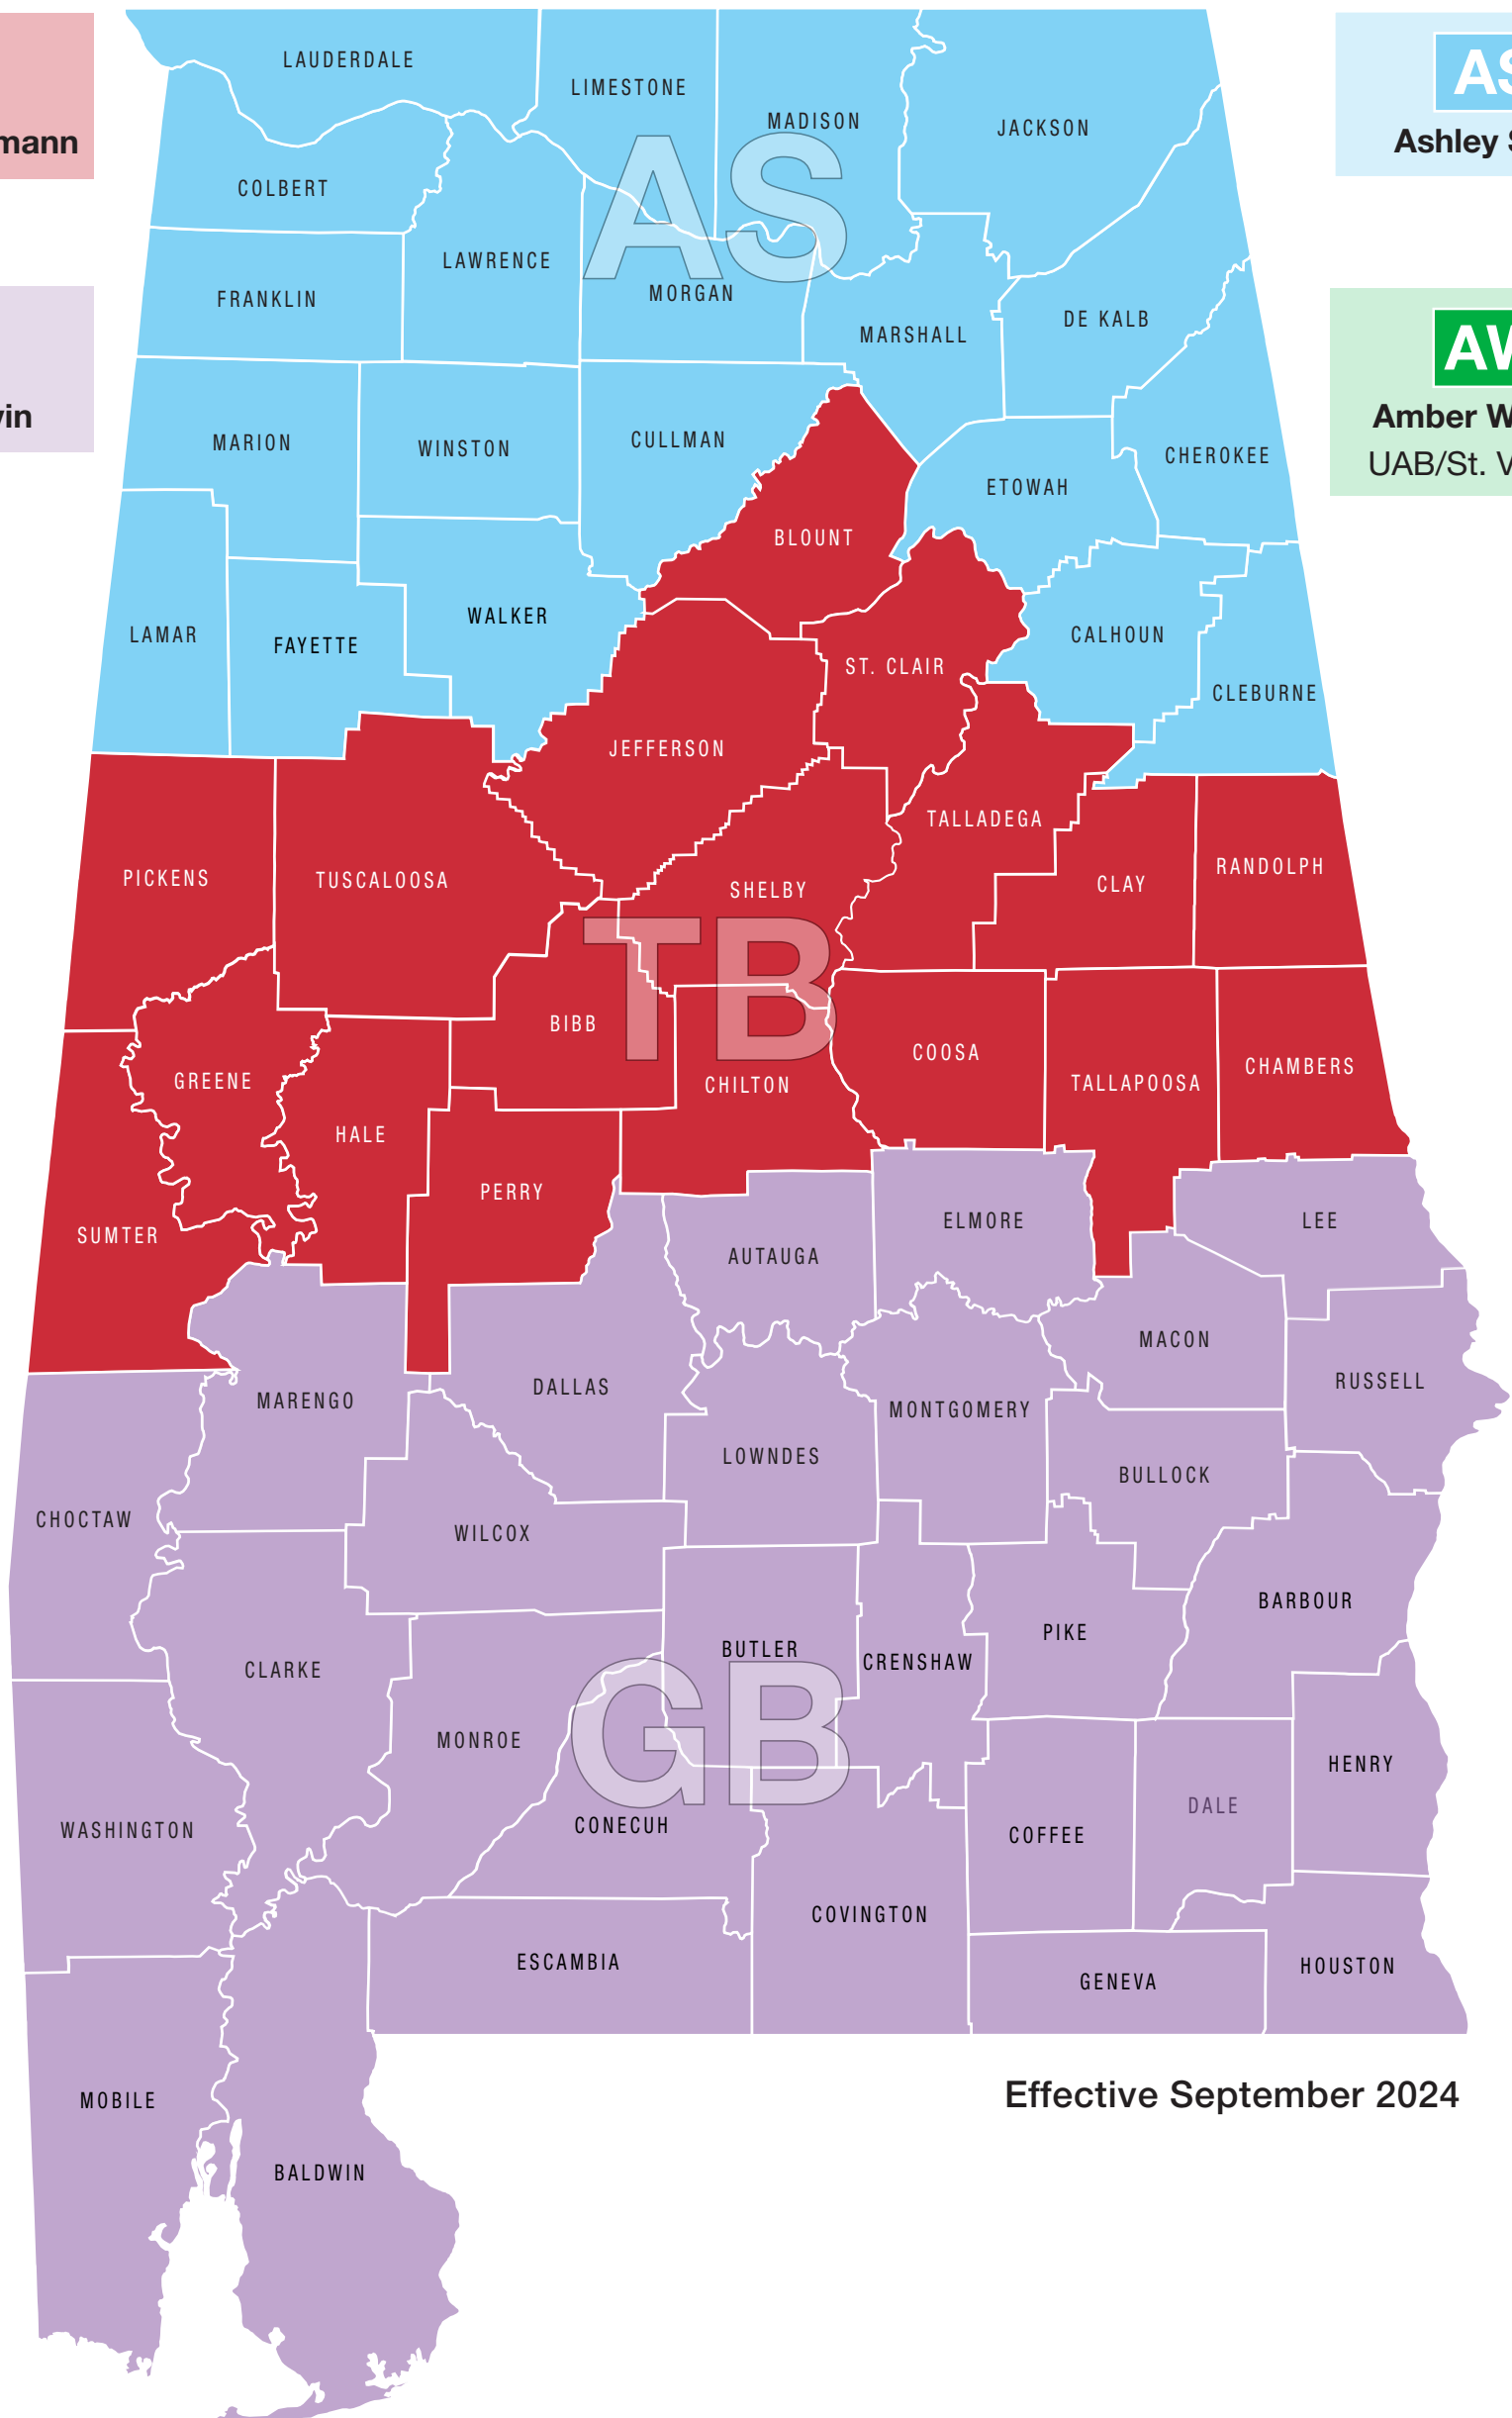 LAUDERDALE
LIMESTONE
MADISON
JACKSON
AS
Ashley S
mann
COLBERT
AS
LAWRENCE
MORGAN
FRANKLIN
MARSHALL
DE KALB
AW
Amber W
UAB/St. V
vin
MARION
WINSTON
CULLMAN
CHEROKEE
ETOWAH
BLOUNT
LAMAR
FAYETTE
WALKER
CALHOUN
ST. CLAIR
CLEBURNE
JEFFERSON
TALLADEGA
PICKENS
TUSCALOOSA
SHELBY
CLAY
RANDOLPH
TB
BIBB
GREENE
CHILTON
COOSA
TALLAPOOSA
CHAMBERS
HALE
PERRY
SUMTER
AUTAUGA
ELMORE
LEE
MACON
MARENGO
DALLAS
MONTGOMERY
RUSSELL
LOWNDES
BULLOCK
CHOCTAW
WILCOX
BARBOUR
BUTLER
CRENSHAW
PIKE
CLARKE
GB
MONROE
HENRY
DALE
WASHINGTON
CONECUH
COFFEE
COVINGTON
ESCAMBIA
GENEVA
HOUSTON
Effective September 2024
MOBILE
BALDWIN